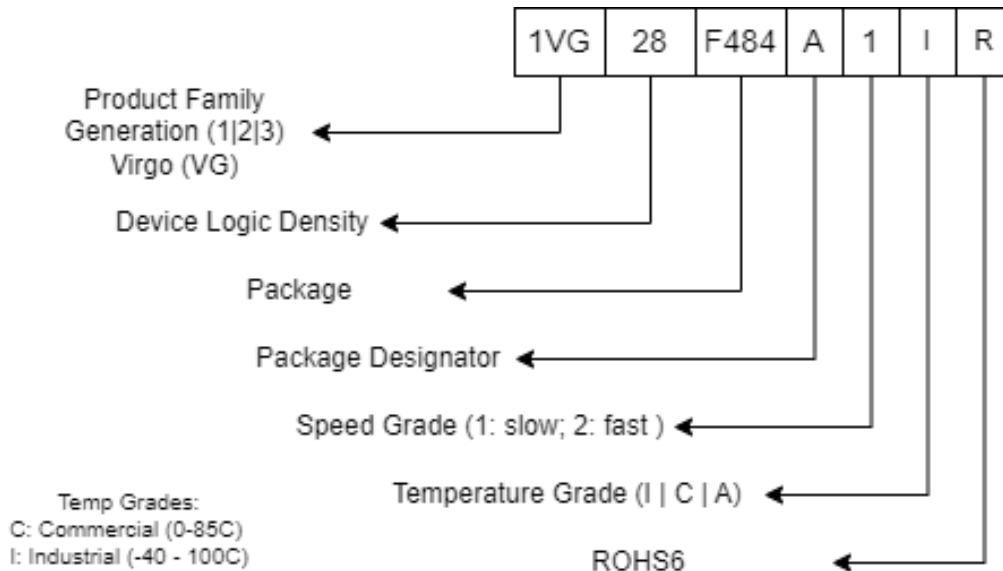 1VG 28 F484 A 1 I R
Product Family
Generation (1|2|3)
Virgo (VG)
Device Logic Density
Package
Package Designator
Speed Grade (1: slow; 2: fast )
Temperature Grade (I | C | A)
Temp Grades:
C: Commercial (0-85C)
I: Industrial (-40 - 100C)
ROHS6